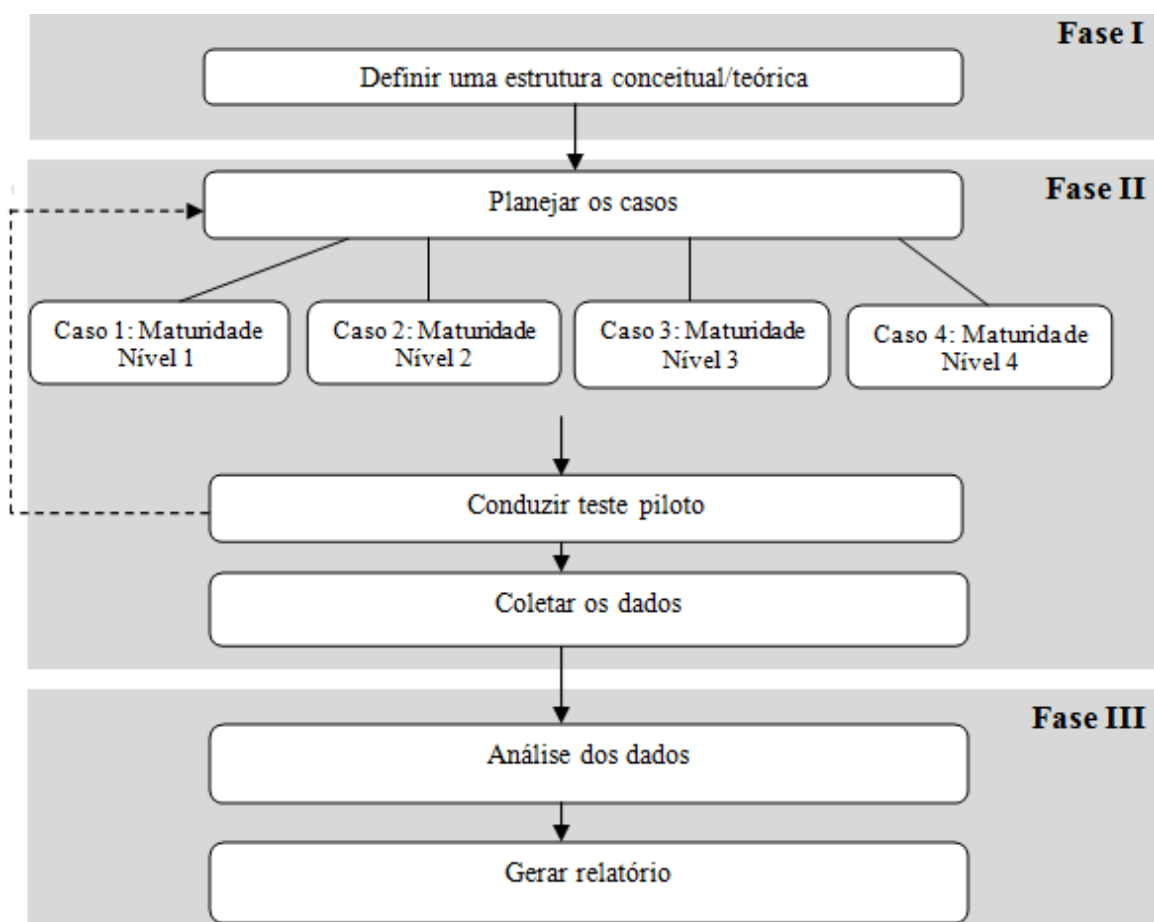 Fase I
Definir uma estrutura conceitual/teórica
Fase II
Planejar os casos
Caso 1: Maturidade
Nível 1
Caso 2: Maturidade
Nível 2
Caso 3: Maturidade
Nível 3
Caso 4: Maturidade
Nível 4
Conduzir teste piloto
Coletar os dados
Fase III
Análise dos dados
Gerar relatório